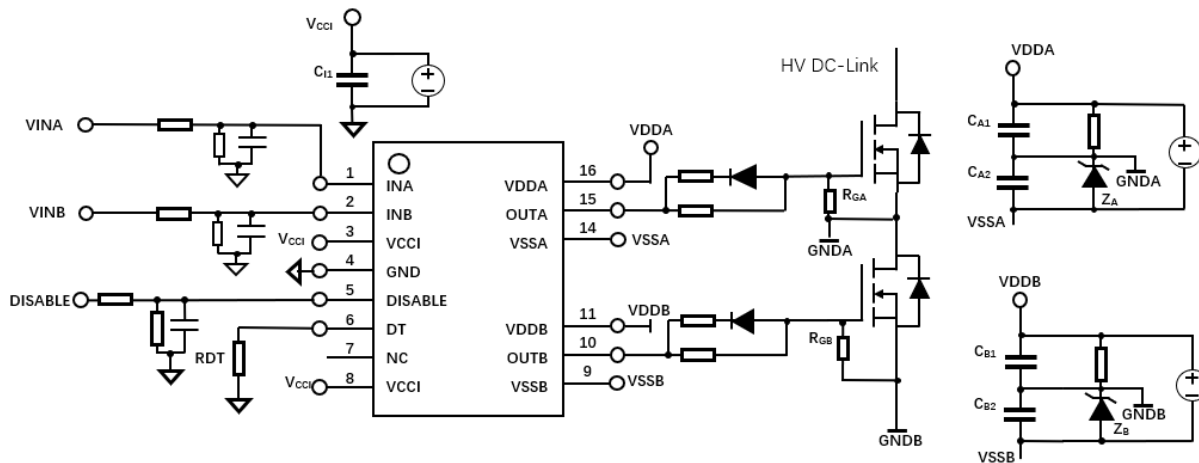 VCCI
CI1
HV DC-Link
VDDA
CA1
CA2
GNDA
ZA
VSSA
VINA
VINB
VCCI
DISABLE
RDT
VCCI
1 INA
2 INB
3 VCCI
4 GND
5 DISABLE
6 DT
7 NC
8 VCCI
VDDA 16
OUTA 15
VSSA 14
VDDB 11
OUTB 10
VSSB 9
VDDA
VSSA
RGA
GNDA
VDDB
VSSB
RGB
GNDB
VDDB
CB1
CB2
GNDB
ZB
VSSB